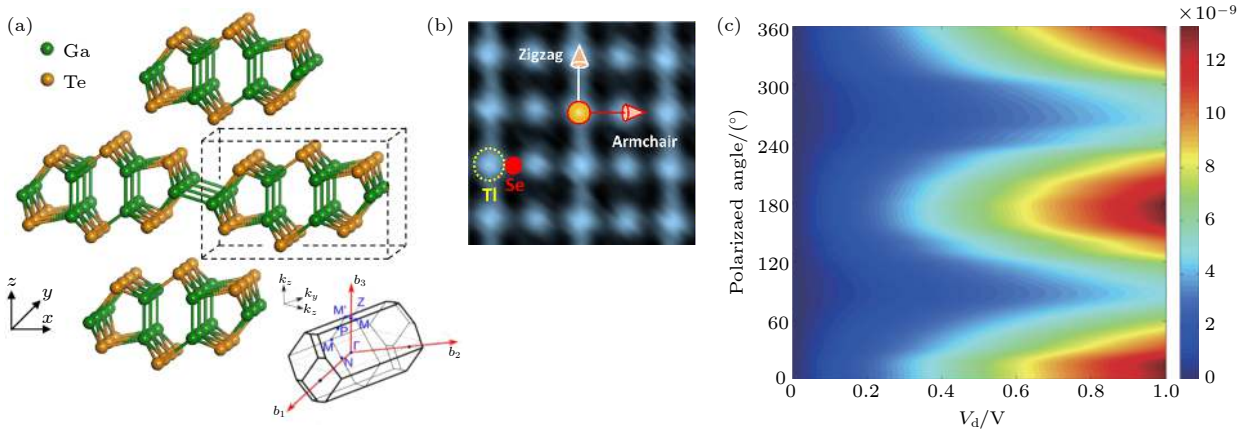 (a)
Ga
Te
z
y
x
k_z
k_y
k_z
b_3
Z
M'
M
P
M
Γ
N
b_2
b_1
(b)
Zigzag
Armchair
Tl
Se
(c)
×10⁻⁹
Polarizaed angle/(°)
360
300
240
180
120
60
0
0
0.2
0.4
0.6
0.8
1.0
V_d/V
12
10
8
6
4
2
0